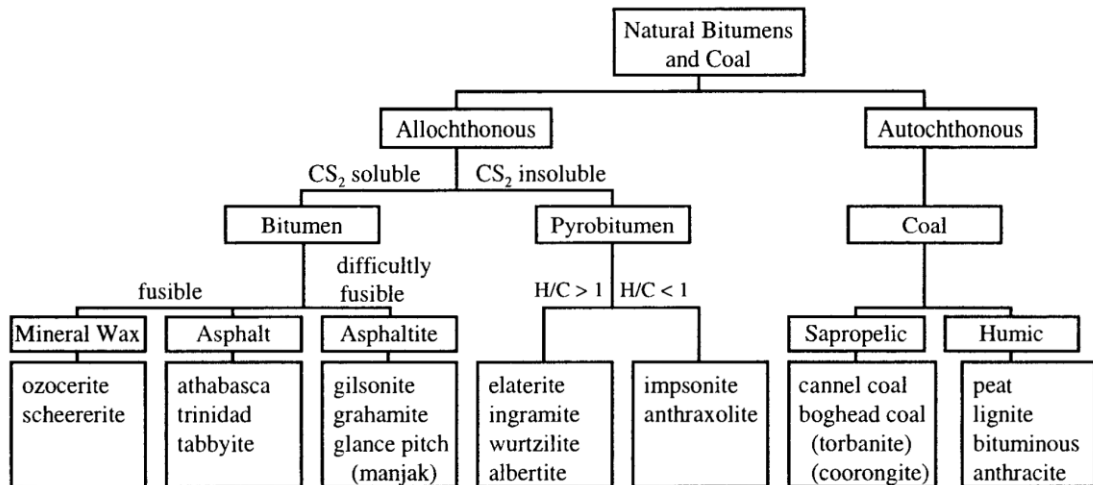 Natural Bitumens
and Coal
Allochthonous
Autochthonous
CS₂ soluble
CS₂ insoluble
Bitumen
Pyrobitumen
Coal
fusible
difficultly
fusible
H/C > 1
H/C < 1
Mineral Wax
Asphalt
Asphaltite
Sapropelic
Humic
ozocerite
scheererite
athabasca
trinidad
tabbyite
gilsonite
grahamite
glance pitch
(manjak)
elaterite
ingramite
wurtzilite
albertite
impsonite
anthraxolite
cannel coal
boghead coal
(torbanite)
(coorongite)
peat
lignite
bituminous
anthracite